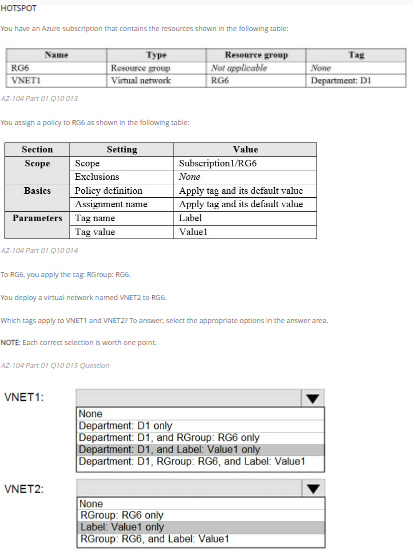 HOTSPOT
You have an Azure subscription that contains the resources shown in the following table:
Name Type Resource group Tag
RG6 Resource group Not applicable None
VNET1 Virtual network RG6 Department: D1
AZ-104 Part 01 Q10 013
You assign a policy to RG6 as shown in the following table:
Section Setting Value
Scope Scope Subscription1/RG6
Exclusions None
Basics Policy definition Apply tag and its default value
Assignment name Apply tag and its default value
Parameters Tag name Label
Tag value Value1
AZ-104 Part 01 Q10 014
To RG6, you apply the tag: RGroup: RG6.
You deploy a virtual network named VNET2 to RG6.
Which tags apply to VNET1 and VNET2? To answer, select the appropriate options in the answer area.
NOTE: Each correct selection is worth one point.
AZ-104 Part 01 Q10 015 Question
VNET1:
None
Department: D1 only
Department: D1, and RGroup: RG6 only
Department: D1, and Label: Value1 only
Department: D1, RGroup: RG6, and Label: Value1
VNET2:
None
RGroup: RG6 only
Label: Value1 only
RGroup: RG6, and Label: Value1